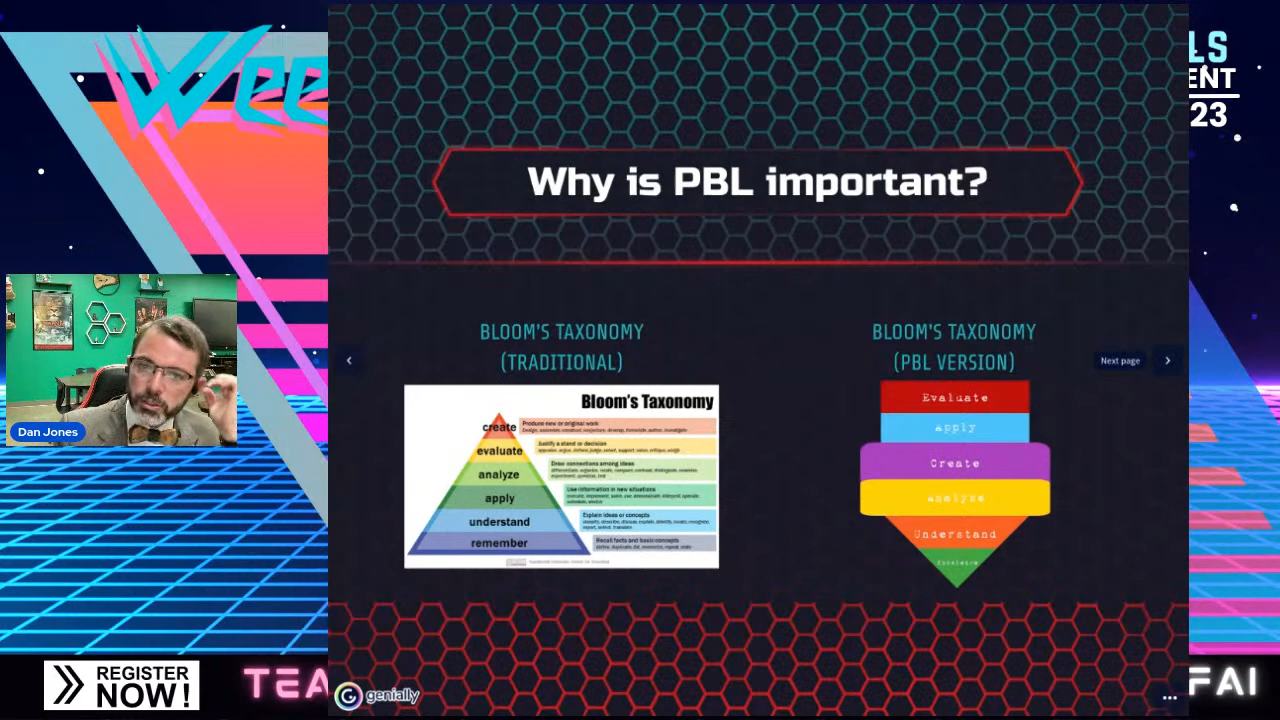 Wee
LS
ENT
23
Why is PBL important?
BLOOM'S TAXONOMY
(TRADITIONAL)
BLOOM'S TAXONOMY
(PBL VERSION)
Next page
Bloom's Taxonomy
create
Produce new or original work
evaluate
Justify a stand or decision
analyze
Draw connections among ideas
apply
Use information in new situations
understand
Explain ideas or concepts
remember
Recall facts and basic concepts
Evaluate
Apply
Create
Analyze
Understand
Dan Jones
REGISTER
NOW!
TEA
FAI
genially